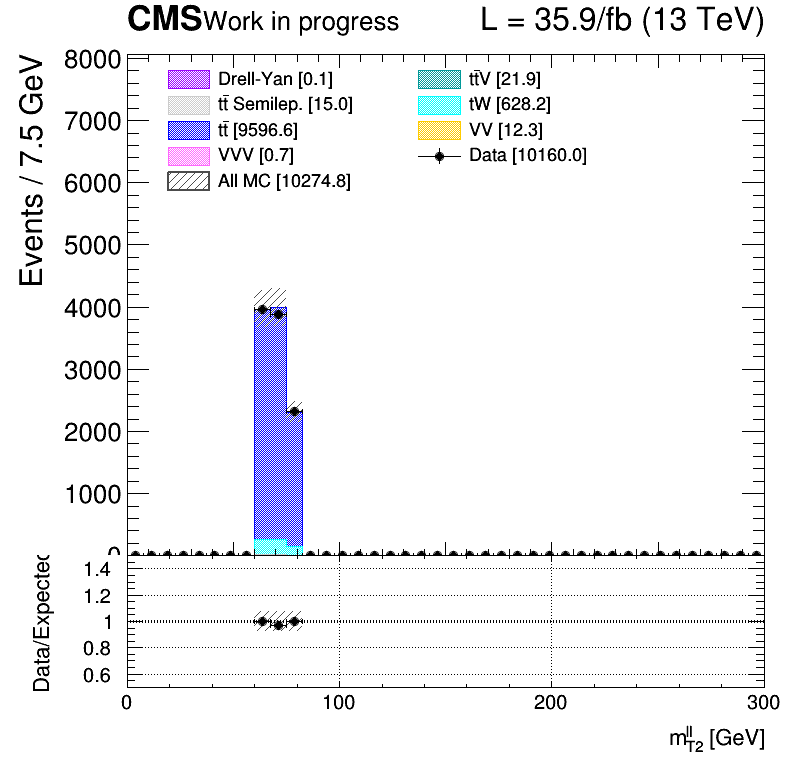 CMS Work in progress L = 35.9/fb (13 TeV)
Events / 7.5 GeV
8000
7000
6000
5000
4000
3000
2000
1000
0
Drell-Yan [0.1]
tt̄ Semilep. [15.0]
tt̄ [9596.6]
VVV [0.7]
All MC [10274.8]
tt̄V [21.9]
tW [628.2]
VV [12.3]
Data [10160.0]
Data/Expected
1.4
1.2
1
0.8
0.6
0 100 200 300
m_{T2}^{ll} [GeV]